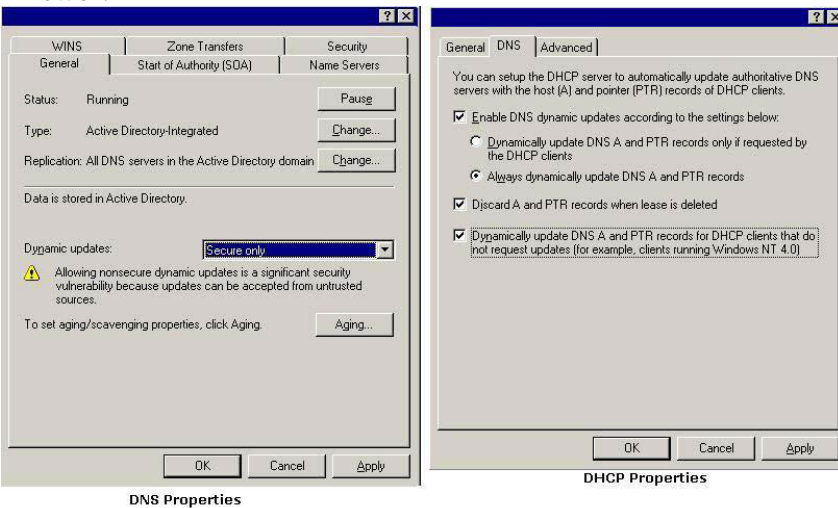 WINS
Zone Transfers
Security
General
Start of Authority (SOA)
Name Servers
Status: Running
Pause
Type: Active Directory-Integrated
Change...
Replication: All DNS servers in the Active Directory domain
Change...
Data is stored in Active Directory.
Dynamic updates:
Secure only
Allowing nonsecure dynamic updates is a significant security
vulnerability because updates can be accepted from untrusted
sources.
To set aging/scavenging properties, click Aging.
Aging...
OK
Cancel
Apply
DNS Properties
General
DNS
Advanced
You can setup the DHCP server to automatically update authoritative DNS
servers with the host (A) and pointer (PTR) records of DHCP clients.
Enable DNS dynamic updates according to the settings below:
Dynamically update DNS A and PTR records only if requested by
the DHCP clients
Always dynamically update DNS A and PTR records
Discard A and PTR records when lease is deleted
Dynamically update DNS A and PTR records for DHCP clients that do
not request updates (for example, clients running Windows NT 4.0)
OK
Cancel
Apply
DHCP Properties